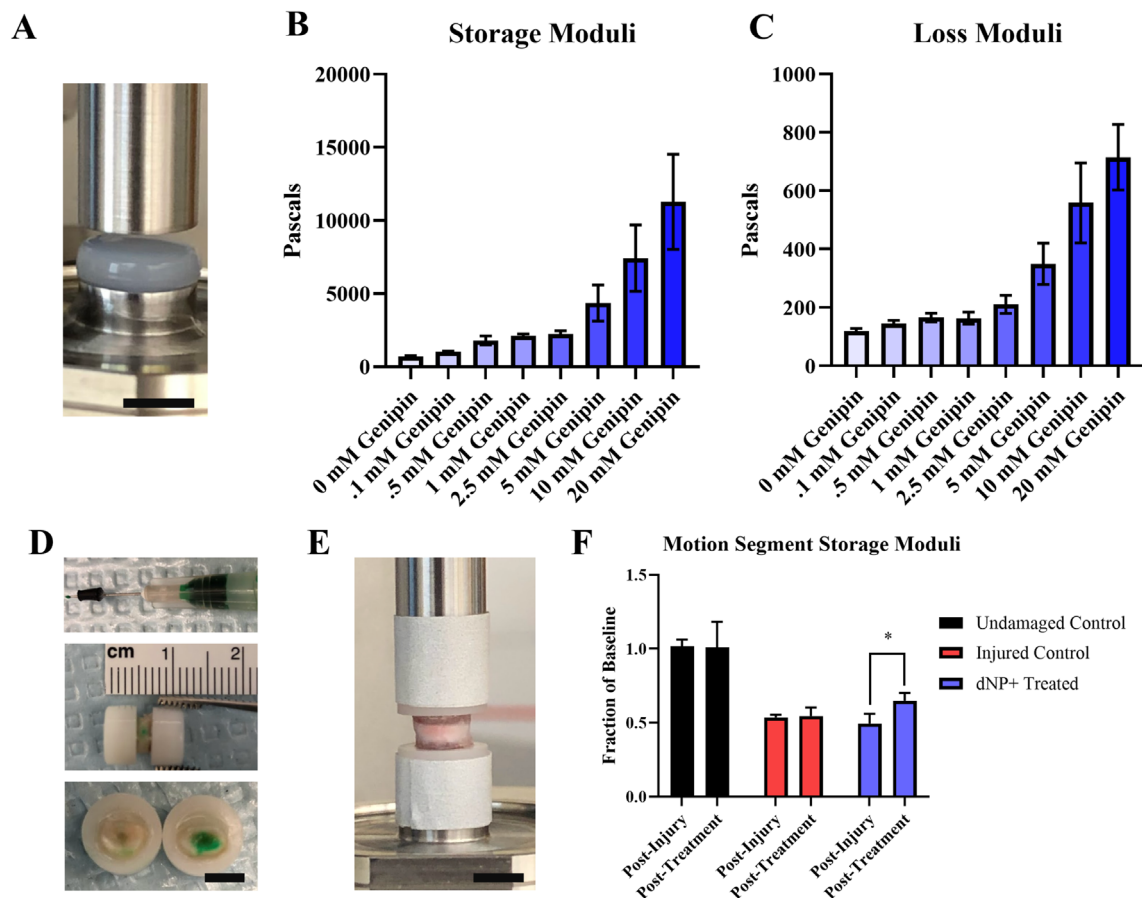 A
B
Storage Moduli
Pascals
20000
15000
10000
5000
0
0 mM Genipin
.1 mM Genipin
.5 mM Genipin
1 mM Genipin
2.5 mM Genipin
5 mM Genipin
10 mM Genipin
20 mM Genipin
C
Loss Moduli
Pascals
1000
800
600
400
200
0
0 mM Genipin
.1 mM Genipin
.5 mM Genipin
1 mM Genipin
2.5 mM Genipin
5 mM Genipin
10 mM Genipin
20 mM Genipin
D
cm 1 2
E
F
Motion Segment Storage Moduli
Fraction of Baseline
1.5
1.0
0.5
0.0
*
Post-Injury
Post-Treatment
Post-Injury
Post-Treatment
Post-Injury
Post-Treatment
Undamaged Control
Injured Control
dNP+ Treated